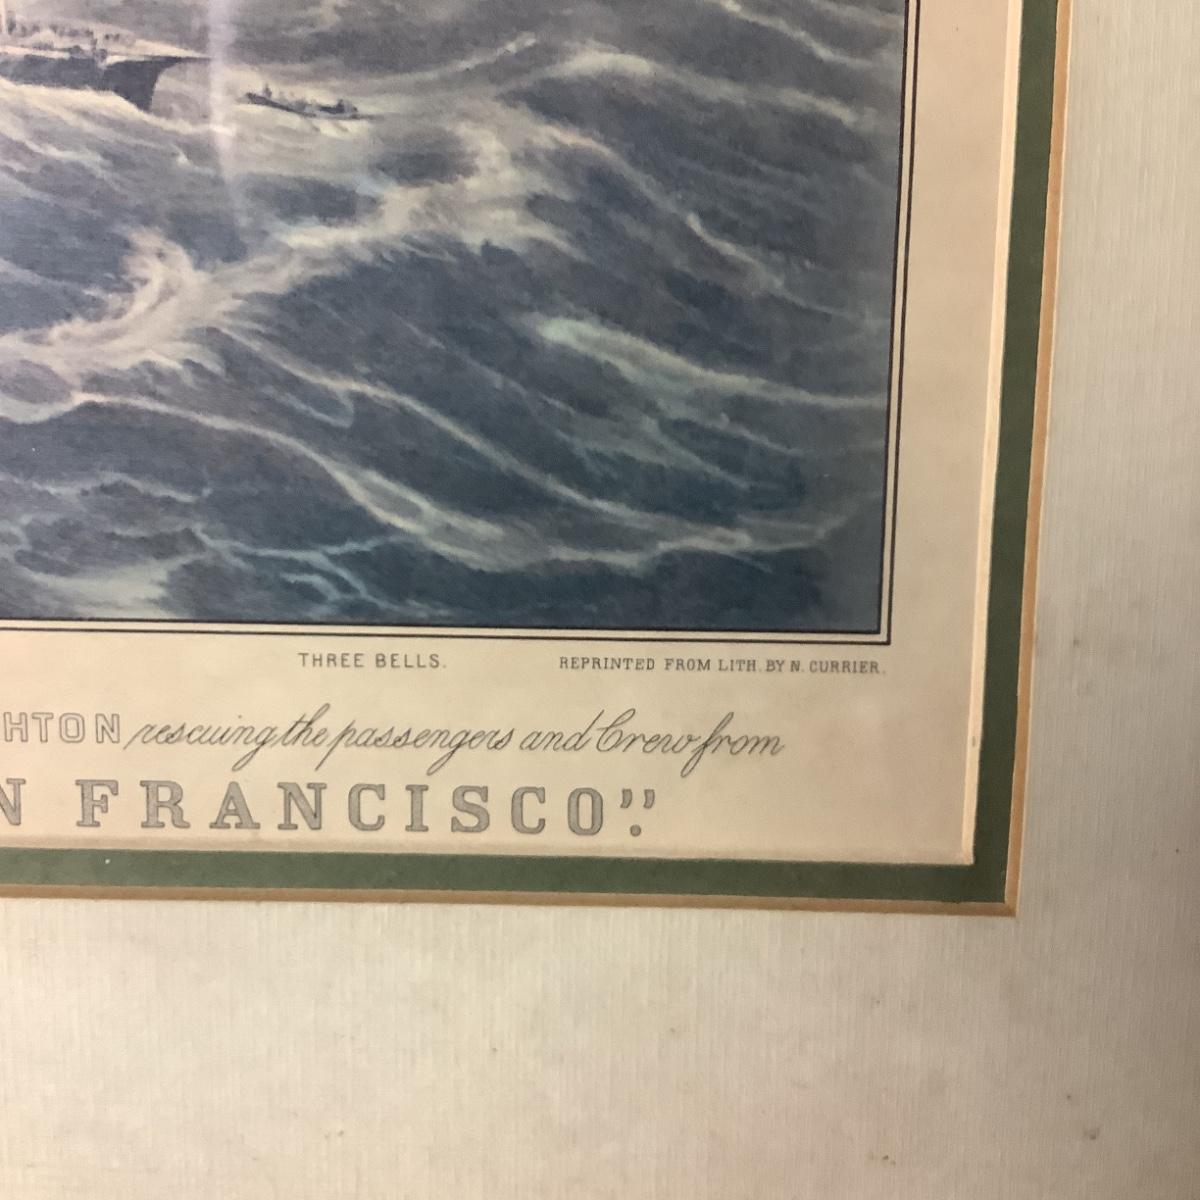 THREE BELLS. REPRINTED FROM LITH. BY N. CURRIER.
HTON rescuing the passengers and Crew from
N FRANCISCO".